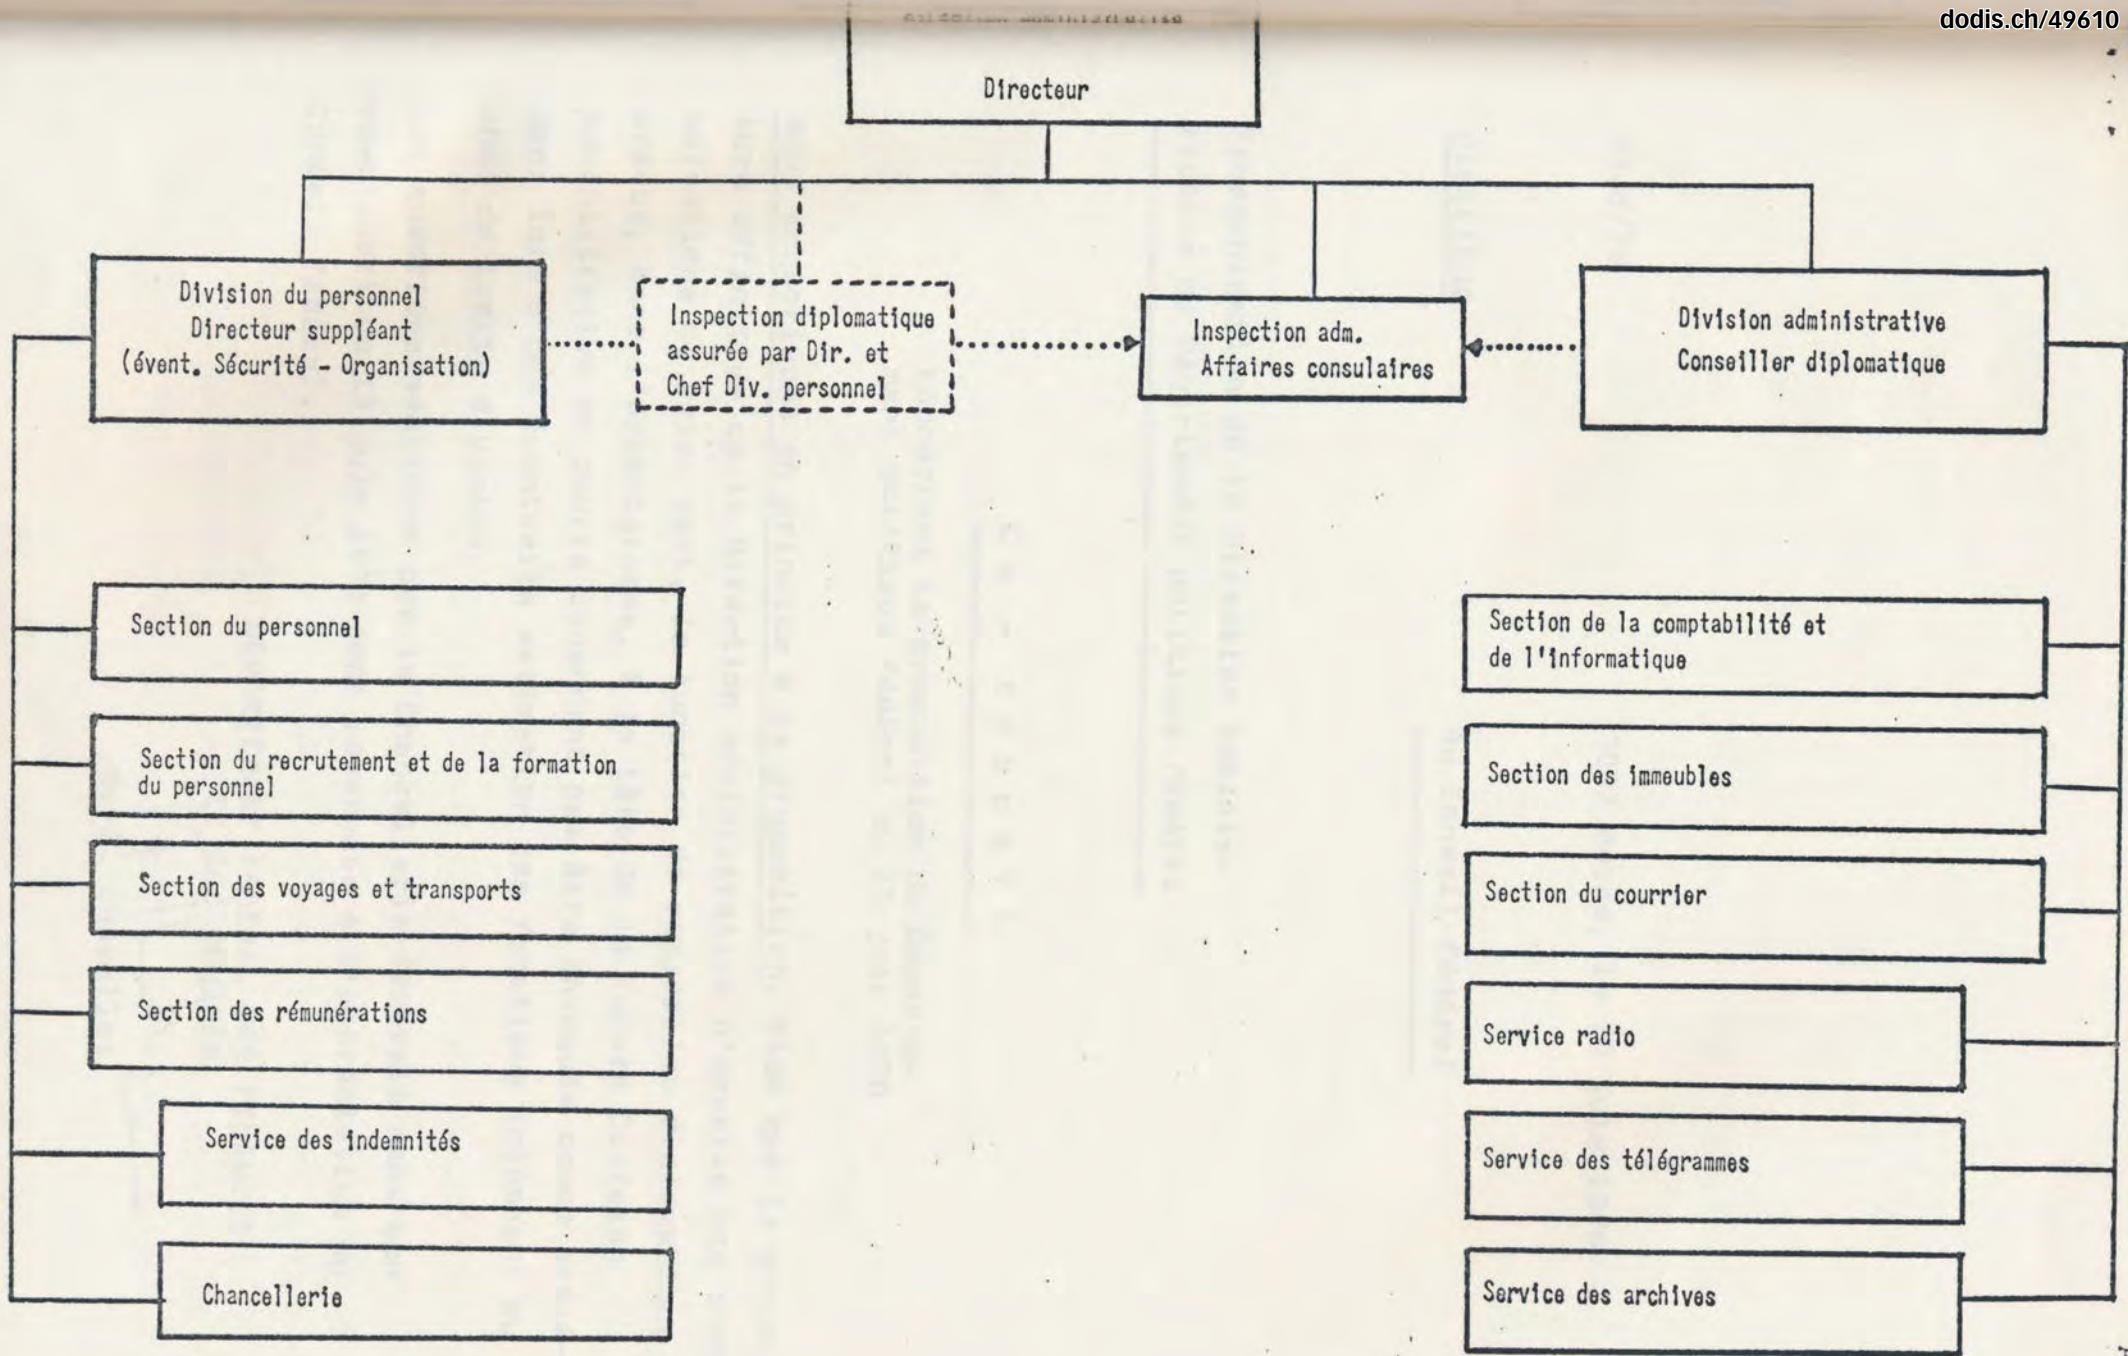 dodis.ch/49610
Directeur
Division du personnel
Directeur suppléant
(évent. Sécurité - Organisation)
Inspection diplomatique
assurée par Dir. et
Chef Div. personnel
Inspection adm.
Affaires consulaires
Division administrative
Conseiller diplomatique
Section du personnel
Section du recrutement et de la formation
du personnel
Section des voyages et transports
Section des rémunérations
Service des indemnités
Chancellerie
Section de la comptabilité et
de l'informatique
Section des immeubles
Section du courrier
Service radio
Service des télégrammes
Service des archives